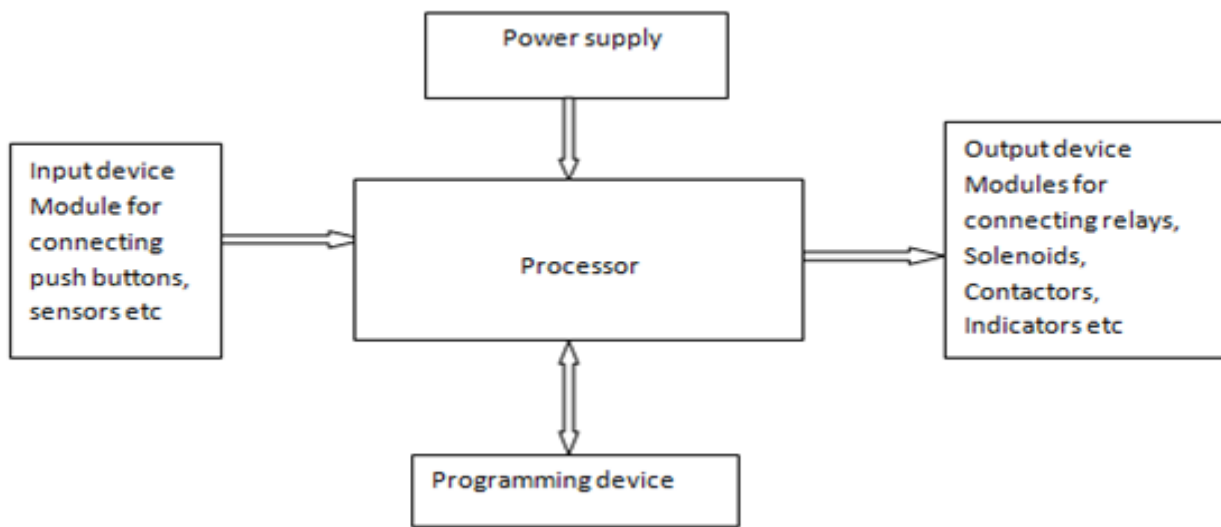 Power supply
Input device
Module for
connecting
push buttons,
sensors etc
Processor
Output device
Modules for
connecting relays,
Solenoids,
Contactors,
Indicators etc
Programming device